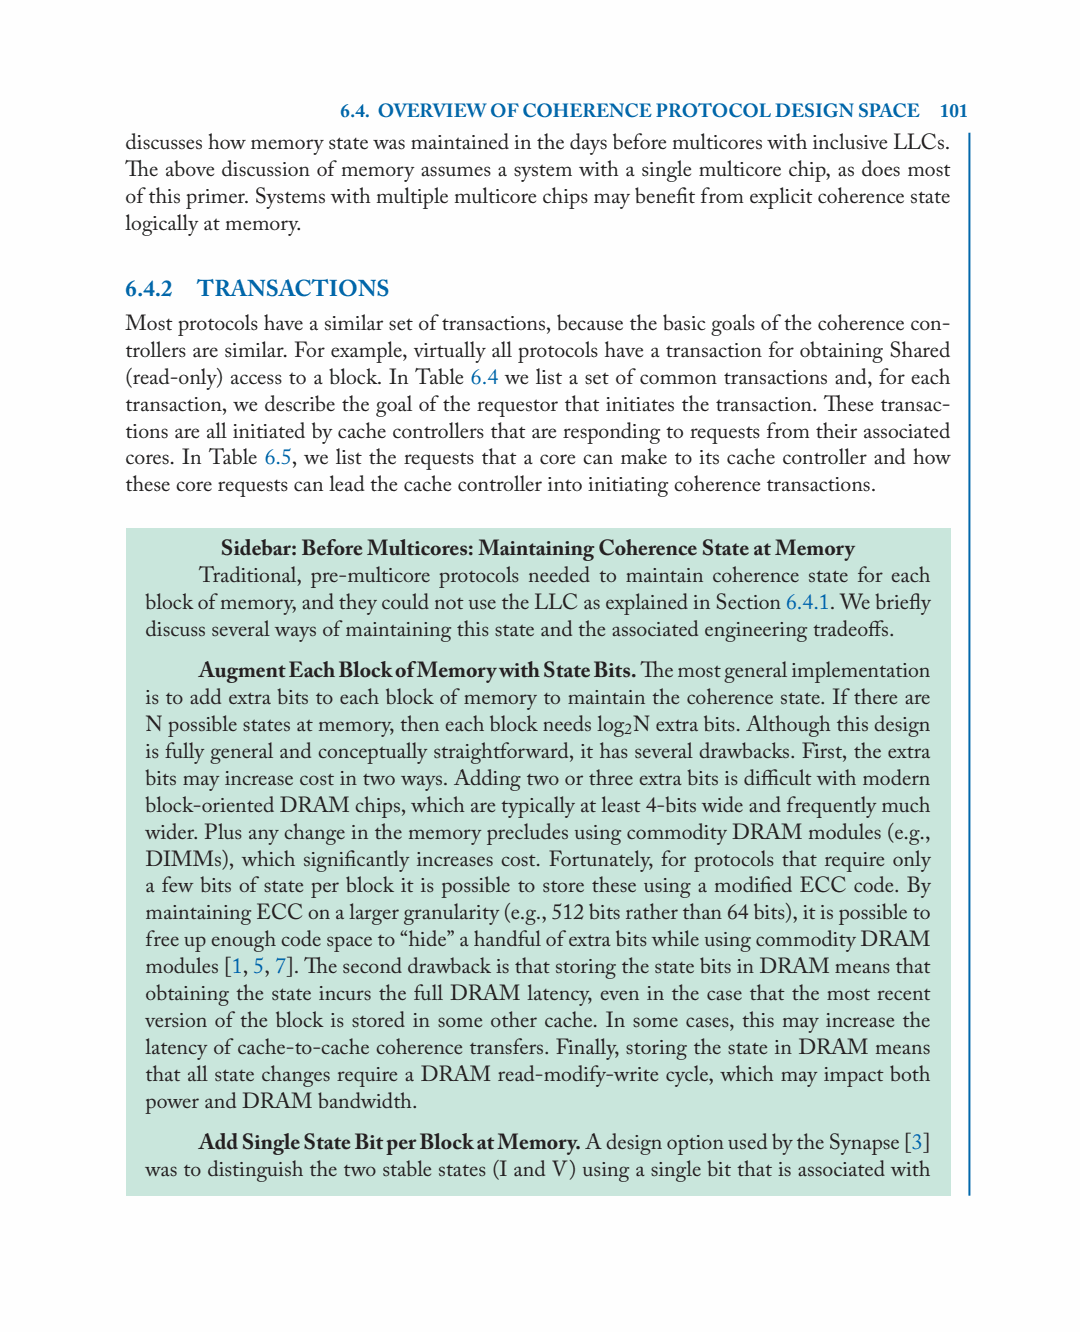 6.4. OVERVIEW OF COHERENCE PROTOCOL DESIGN SPACE 101
discusses how memory state was maintained in the days before multicores with inclusive LLCs.
The above discussion of memory assumes a system with a single multicore chip, as does most
of this primer. Systems with multiple multicore chips may benefit from explicit coherence state
logically at memory.
6.4.2 TRANSACTIONS
Most protocols have a similar set of transactions, because the basic goals of the coherence con-
trollers are similar. For example, virtually all protocols have a transaction for obtaining Shared
(read-only) access to a block. In Table 6.4 we list a set of common transactions and, for each
transaction, we describe the goal of the requestor that initiates the transaction. These transac-
tions are all initiated by cache controllers that are responding to requests from their associated
cores. In Table 6.5, we list the requests that a core can make to its cache controller and how
these core requests can lead the cache controller into initiating coherence transactions.
Sidebar: Before Multicores: Maintaining Coherence State at Memory
Traditional, pre-multicore protocols needed to maintain coherence state for each
block of memory, and they could not use the LLC as explained in Section 6.4.1. We briefly
discuss several ways of maintaining this state and the associated engineering tradeoffs.
Augment Each Block of Memory with State Bits. The most general implementation
is to add extra bits to each block of memory to maintain the coherence state. If there are
N possible states at memory, then each block needs log2N extra bits. Although this design
is fully general and conceptually straightforward, it has several drawbacks. First, the extra
bits may increase cost in two ways. Adding two or three extra bits is difficult with modern
block-oriented DRAM chips, which are typically at least 4-bits wide and frequently much
wider. Plus any change in the memory precludes using commodity DRAM modules (e.g.,
DIMMs), which significantly increases cost. Fortunately, for protocols that require only
a few bits of state per block it is possible to store these using a modified ECC code. By
maintaining ECC on a larger granularity (e.g., 512 bits rather than 64 bits), it is possible to
free up enough code space to “hide” a handful of extra bits while using commodity DRAM
modules [1, 5, 7]. The second drawback is that storing the state bits in DRAM means that
obtaining the state incurs the full DRAM latency, even in the case that the most recent
version of the block is stored in some other cache. In some cases, this may increase the
latency of cache-to-cache coherence transfers. Finally, storing the state in DRAM means
that all state changes require a DRAM read-modify-write cycle, which may impact both
power and DRAM bandwidth.
Add Single State Bit per Block at Memory. A design option used by the Synapse [3]
was to distinguish the two stable states (I and V) using a single bit that is associated with